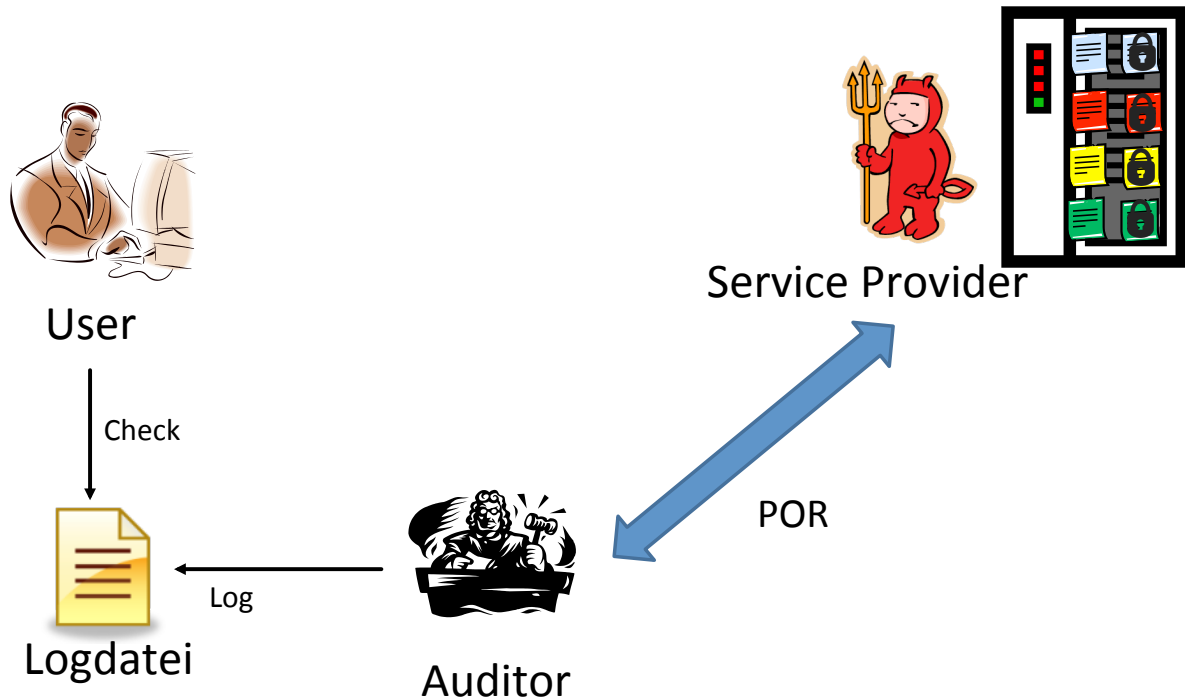 Service Provider
User
Check
POR
Log
Logdatei
Auditor